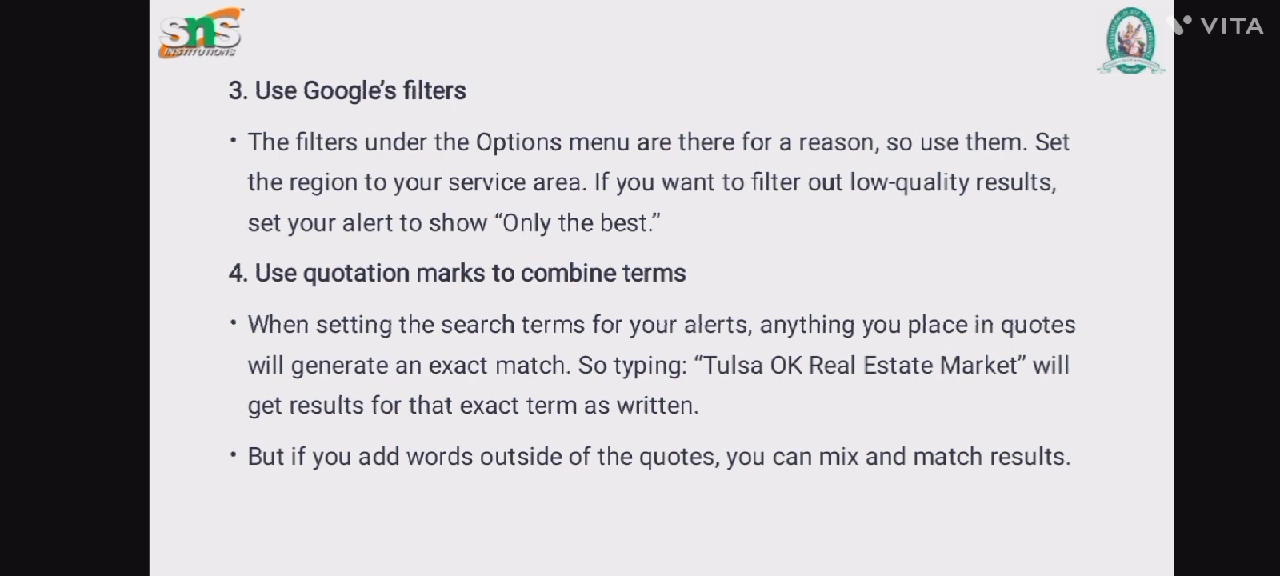 SNS
INSTITUTIONS
VITA
3. Use Google’s filters
• The filters under the Options menu are there for a reason, so use them. Set
the region to your service area. If you want to filter out low-quality results,
set your alert to show “Only the best.”
4. Use quotation marks to combine terms
• When setting the search terms for your alerts, anything you place in quotes
will generate an exact match. So typing: “Tulsa OK Real Estate Market” will
get results for that exact term as written.
• But if you add words outside of the quotes, you can mix and match results.